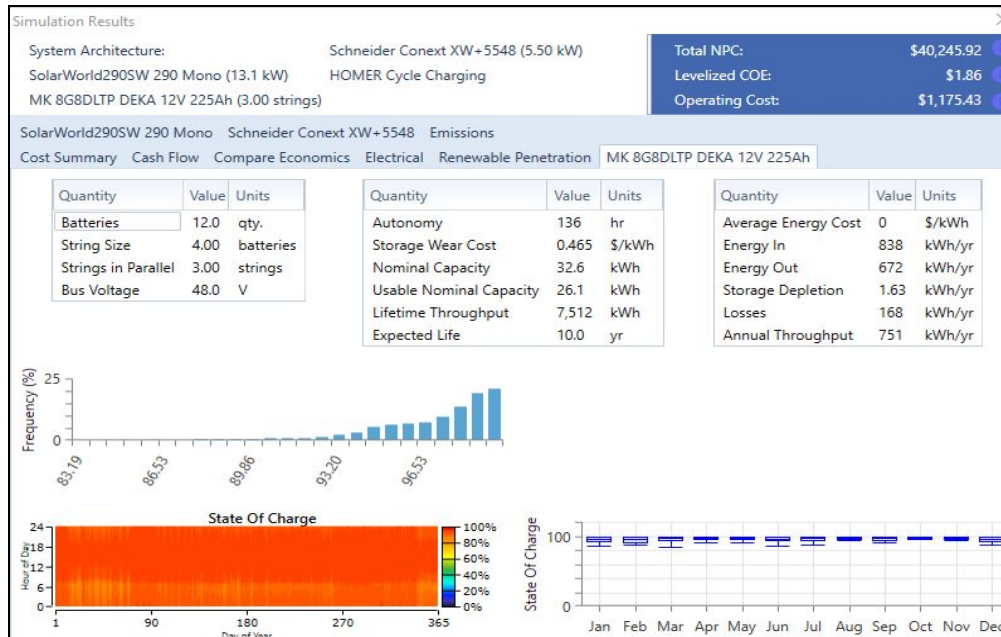 Simulation Results
System Architecture: Schneider Conext XW+5548 (5.50 kW)
SolarWorld290SW 290 Mono (13.1 kW) HOMER Cycle Charging
MK 8G8DLTP DEKA 12V 225Ah (3.00 strings)
Total NPC: $40,245.92
Levelized COE: $1.86
Operating Cost: $1,175.43
SolarWorld290SW 290 Mono Schneider Conext XW+5548 Emissions
Cost Summary Cash Flow Compare Economics Electrical Renewable Penetration MK 8G8DLTP DEKA 12V 225Ah
Quantity Value Units
Batteries 12.0 qty.
String Size 4.00 batteries
Strings in Parallel 3.00 strings
Bus Voltage 48.0 V
Quantity Value Units
Autonomy 136 hr
Storage Wear Cost 0.465 $/kWh
Nominal Capacity 32.6 kWh
Usable Nominal Capacity 26.1 kWh
Lifetime Throughput 7,512 kWh
Expected Life 10.0 yr
Quantity Value Units
Average Energy Cost 0 $/kWh
Energy In 838 kWh/yr
Energy Out 672 kWh/yr
Storage Depletion 1.63 kWh/yr
Losses 168 kWh/yr
Annual Throughput 751 kWh/yr
Frequency (%)
25
0
83.19 86.53 89.86 93.20 96.53
State Of Charge
Hour of Day
24
18
12
6
0
1 90 180 270 365
Day of Year
100%
80%
60%
40%
20%
0%
State Of Charge
100
0
Jan Feb Mar Apr May Jun Jul Aug Sep Oct Nov Dec